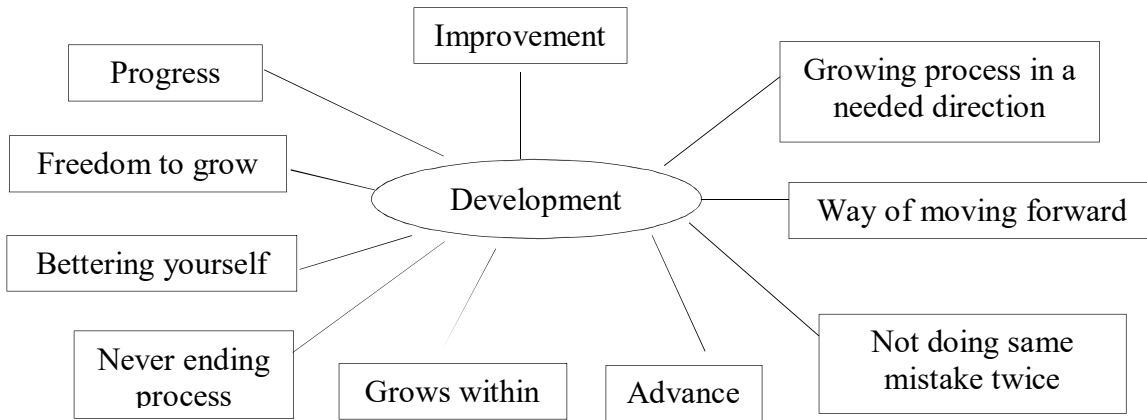 Improvement
Progress
Growing process in a
needed direction
Freedom to grow
Development
Way of moving forward
Bettering yourself
Never ending
process
Grows within
Advance
Not doing same
mistake twice